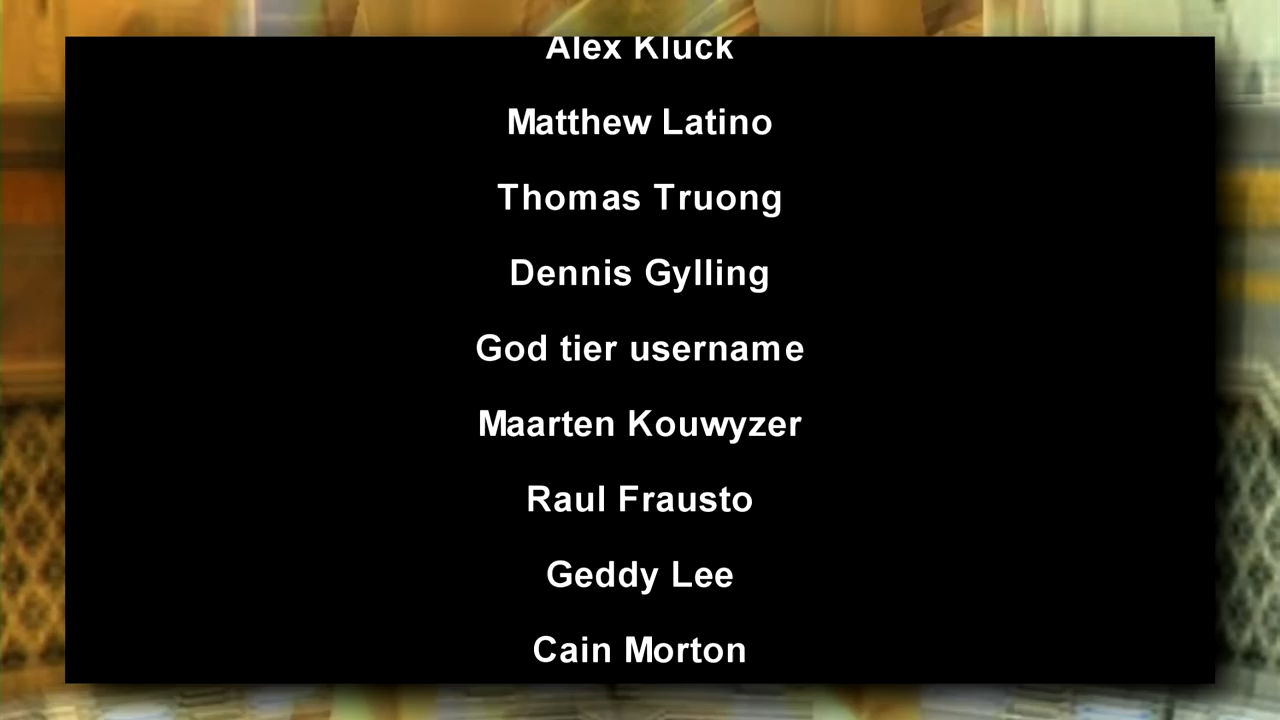 Alex Kluck
Matthew Latino
Thomas Truong
Dennis Gylling
God tier username
Maarten Kouwyzer
Raul Frausto
Geddy Lee
Cain Morton